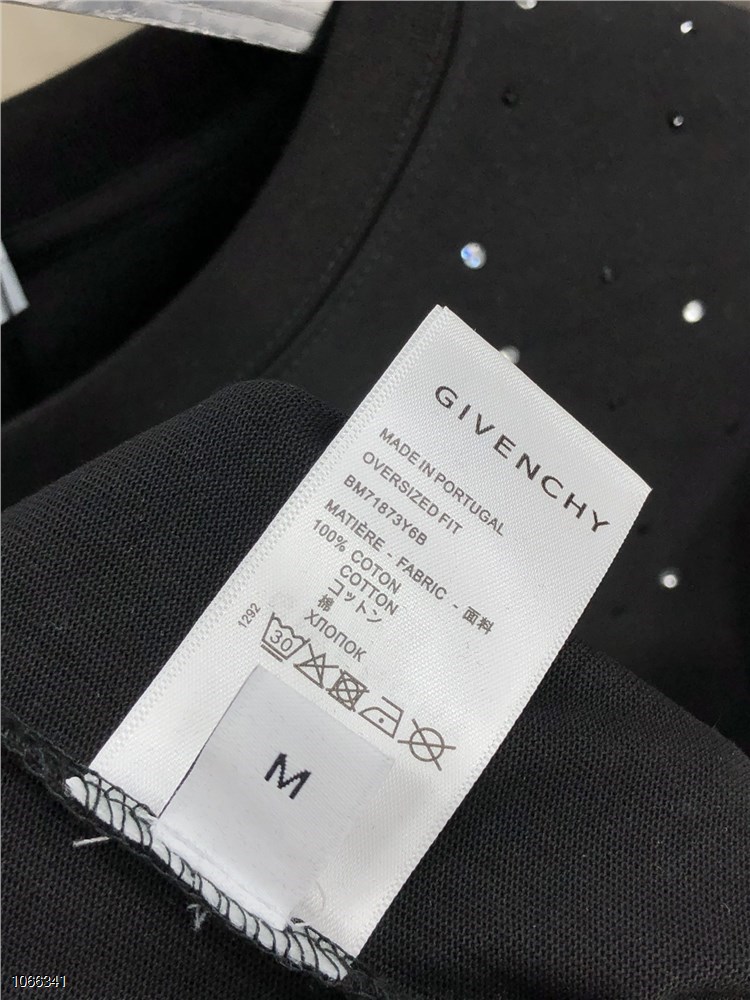 GIVENCHY
MADE IN PORTUGAL
OVERSIZED FIT
BM71873Y6B
MATIÈRE - FABRIC - 面料
100% COTON
COTTON
コットン
棉
ХЛОПОК
1292
30
M
1066341